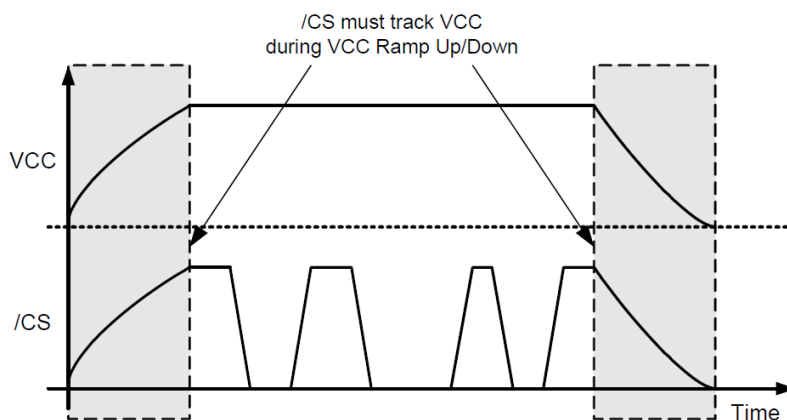 /CS must track VCC
during VCC Ramp Up/Down
VCC
/CS
Time